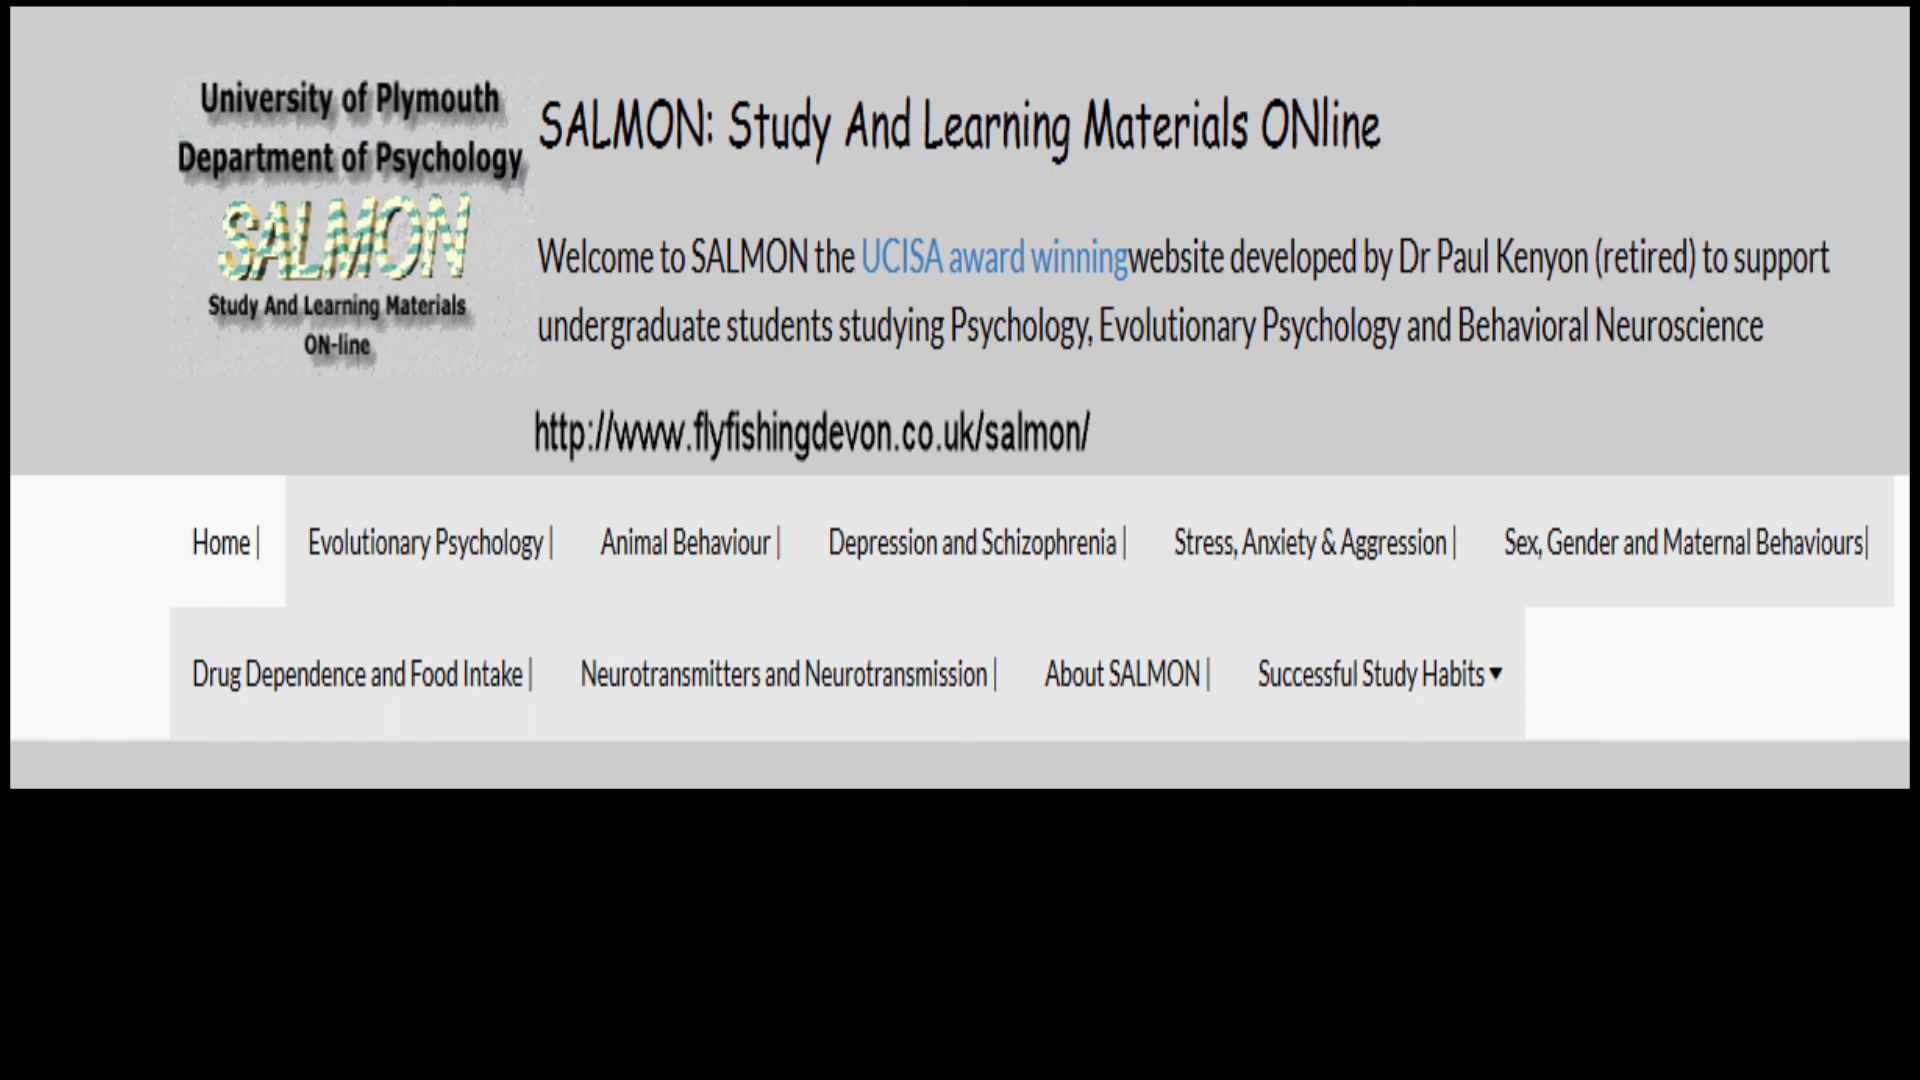 University of Plymouth
Department of Psychology
SALMON
Study And Learning Materials
ON-line
SALMON: Study And Learning Materials ONline
Welcome to SALMON the UCISA award winningwebsite developed by Dr Paul Kenyon (retired) to support
undergraduate students studying Psychology, Evolutionary Psychology and Behavioral Neuroscience
http://www.flyfishingdevon.co.uk/salmon/
Home | Evolutionary Psychology | Animal Behaviour | Depression and Schizophrenia | Stress, Anxiety & Aggression | Sex, Gender and Maternal Behaviours|
Drug Dependence and Food Intake | Neurotransmitters and Neurotransmission | About SALMON | Successful Study Habits ▾